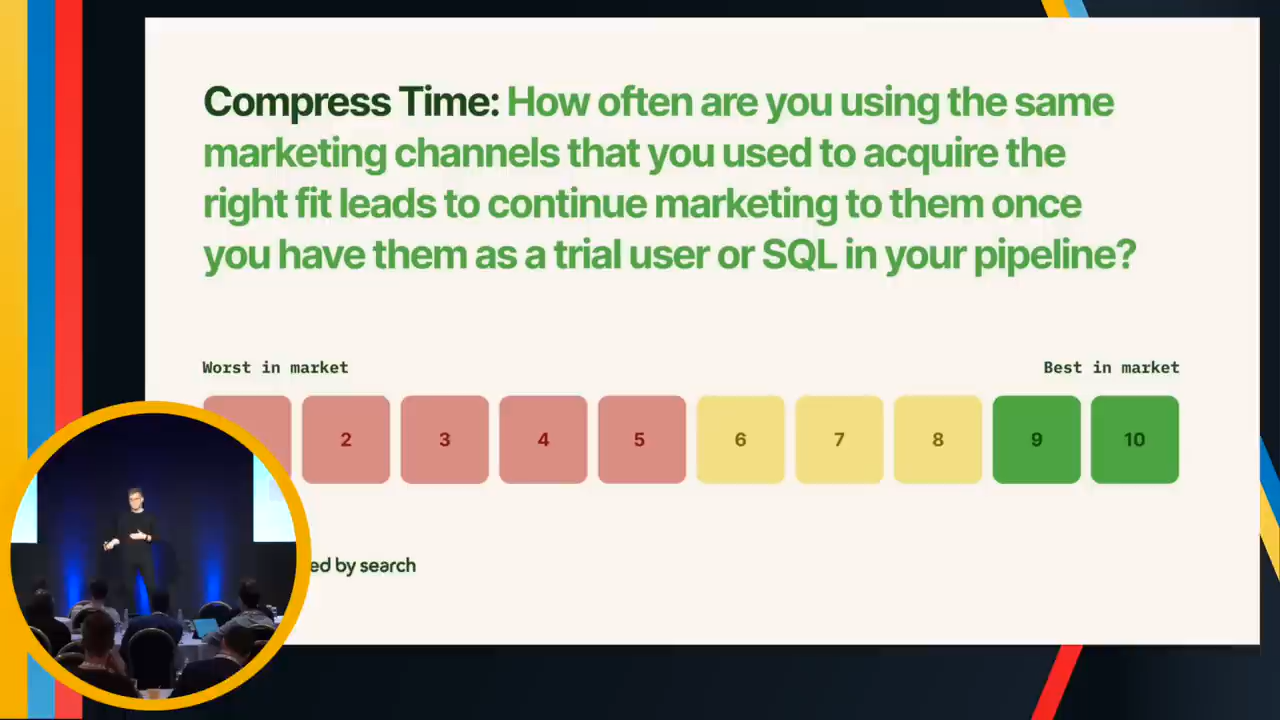 Compress Time: How often are you using the same
marketing channels that you used to acquire the
right fit leads to continue marketing to them once
you have them as a trial user or SQL in your pipeline?
Worst in market
Best in market
2 3 4 5 6 7 8 9 10
by search